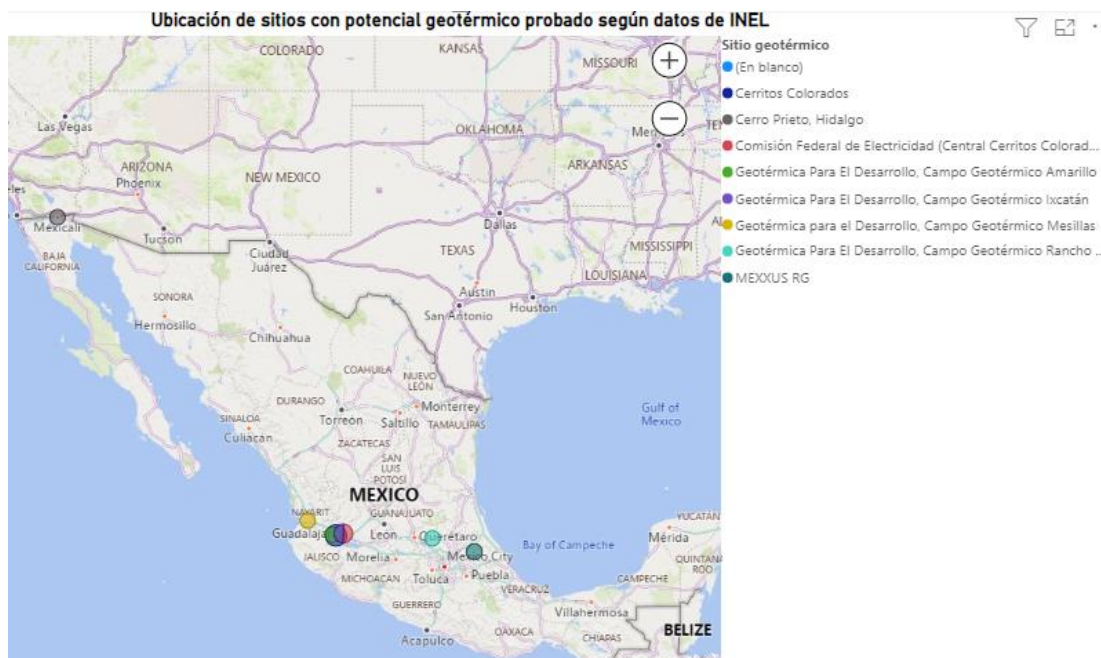 Ubicación de sitios con potencial geotérmico probado según datos de INEL
Sitio geotérmico
(En blanco)
Cerritos Colorados
Cerro Prieto, Hidalgo
Comisión Federal de Electricidad (Central Cerritos Colorad...
Geotérmica Para El Desarrollo, Campo Geotérmico Amarillo
Geotérmica Para El Desarrollo, Campo Geotérmico Ixcatán
Geotérmica Para el Desarrollo, Campo Geotérmico Mesillas
Geotérmica Para El Desarrollo, Campo Geotérmico Rancho ...
MEXXUS RG
COLORADO
KANSAS
MISSOURI
Las Vegas
OKLAHOMA
ARIZONA
Phoenix
NEW MEXICO
ARKANSAS
Mexicali
Tucson
Dallas
BAJA
CALIFORNIA
Ciudad
Juárez
TEXAS
MISSISSIPPI
LOUISIANA
SONORA
Austin
San Antonio
Houston
Hermosillo
Chihuahua
COAHUILA
NUEVO
LEÓN
DURANGO
Monterrey
Gulf of
Mexico
SINALOA
Torreón
Saltillo
TAMAULIPAS
Culiacán
ZACATECAS
SAN
LUIS
POTOSÍ
MEXICO
NAYARIT
GUANAJUATO
YUCATÁN
Guadalaja
León
Querétaro
Mérida
Bay of Campeche
JALISCO
Morelia
Mexico City
QUINTANA
ROO
MICHOACÁN
Toluca
Puebla
CAMPECHE
VERACRUZ
GUERRERO
Villahermosa
BELIZE
Acapulco
OAXACA
CHIAPAS